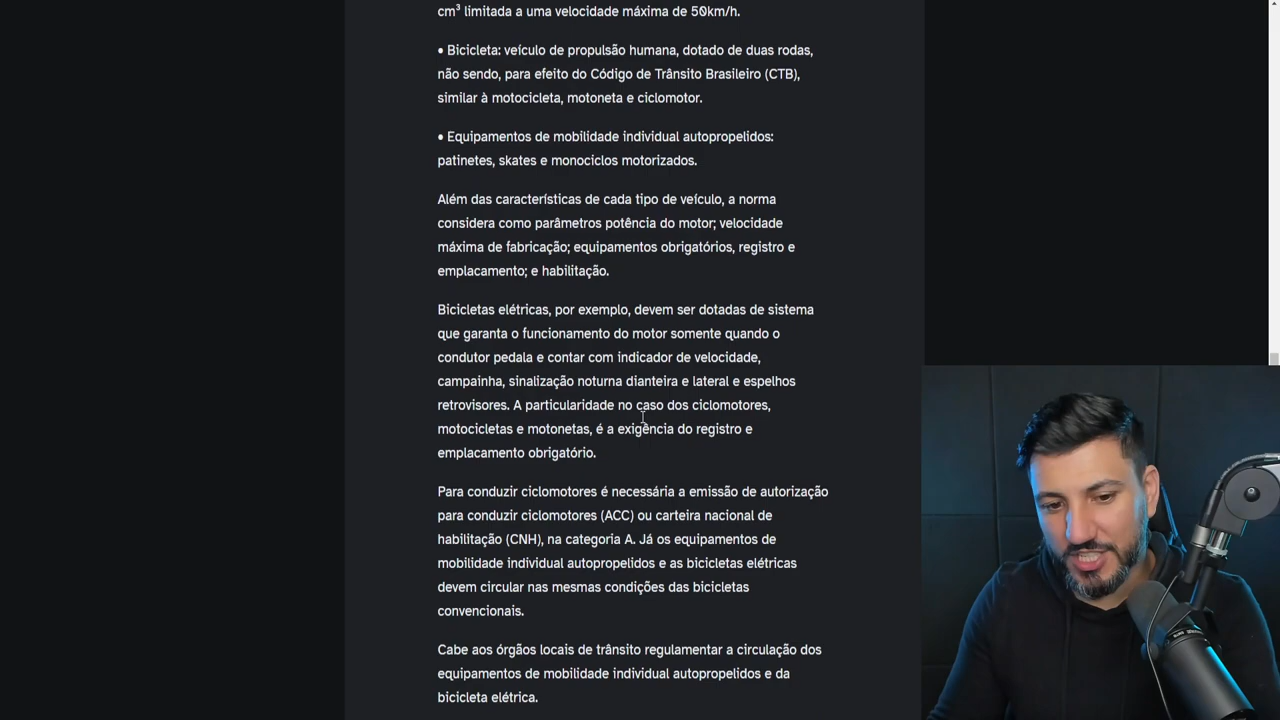 cm³ limitada a uma velocidade máxima de 50km/h.
• Bicicleta: veículo de propulsão humana, dotado de duas rodas,
não sendo, para efeito do Código de Trânsito Brasileiro (CTB),
similar à motocicleta, motoneta e ciclomotor.
• Equipamentos de mobilidade individual autopropelidos:
patinetes, skates e monociclos motorizados.
Além das características de cada tipo de veículo, a norma
considera como parâmetros potência do motor; velocidade
máxima de fabricação; equipamentos obrigatórios, registro e
emplacamento; e habilitação.
Bicicletas elétricas, por exemplo, devem ser dotadas de sistema
que garanta o funcionamento do motor somente quando o
condutor pedala e contar com indicador de velocidade,
campainha, sinalização noturna dianteira e lateral e espelhos
retrovisores. A particularidade no caso dos ciclomotores,
motocicletas e motonetas, é a exigência do registro e
emplacamento obrigatório.
Para conduzir ciclomotores é necessária a emissão de autorização
para conduzir ciclomotores (ACC) ou carteira nacional de
habilitação (CNH), na categoria A. Já os equipamentos de
mobilidade individual autopropelidos e as bicicletas elétricas
devem circular nas mesmas condições das bicicletas
convencionais.
Cabe aos órgãos locais de trânsito regulamentar a circulação dos
equipamentos de mobilidade individual autopropelidos e da
bicicleta elétrica.